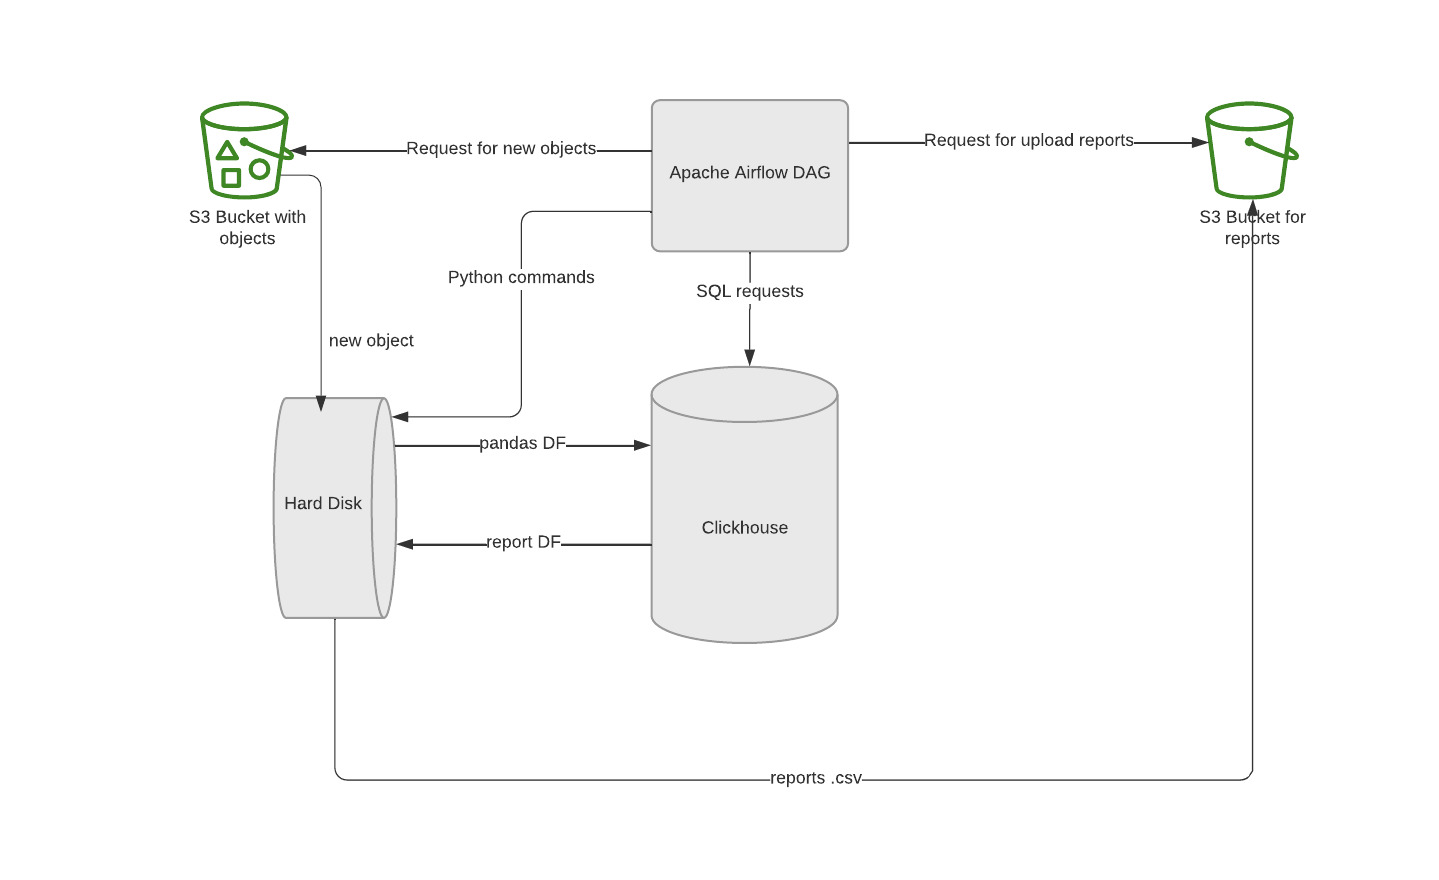 Request for new objects
Apache Airflow DAG
Request for upload reports
S3 Bucket with
objects
S3 Bucket for
reports
Python commands
SQL requests
new object
pandas DF
Hard Disk
Clickhouse
report DF
reports .csv